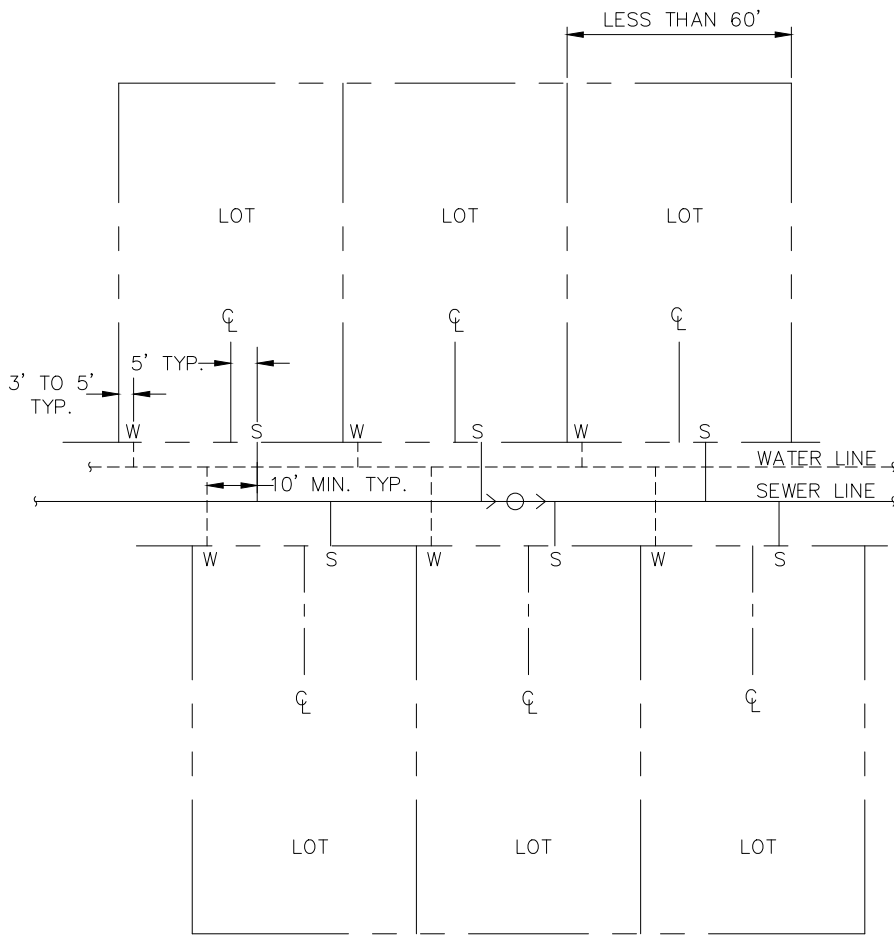 LESS THAN 60'
LOT LOT LOT
℄ ℄ ℄
5' TYP.
3' TO 5'
TYP.
W S W S W S
WATER LINE
10' MIN. TYP.
SEWER LINE
W S W S W S
℄ ℄ ℄
LOT LOT LOT